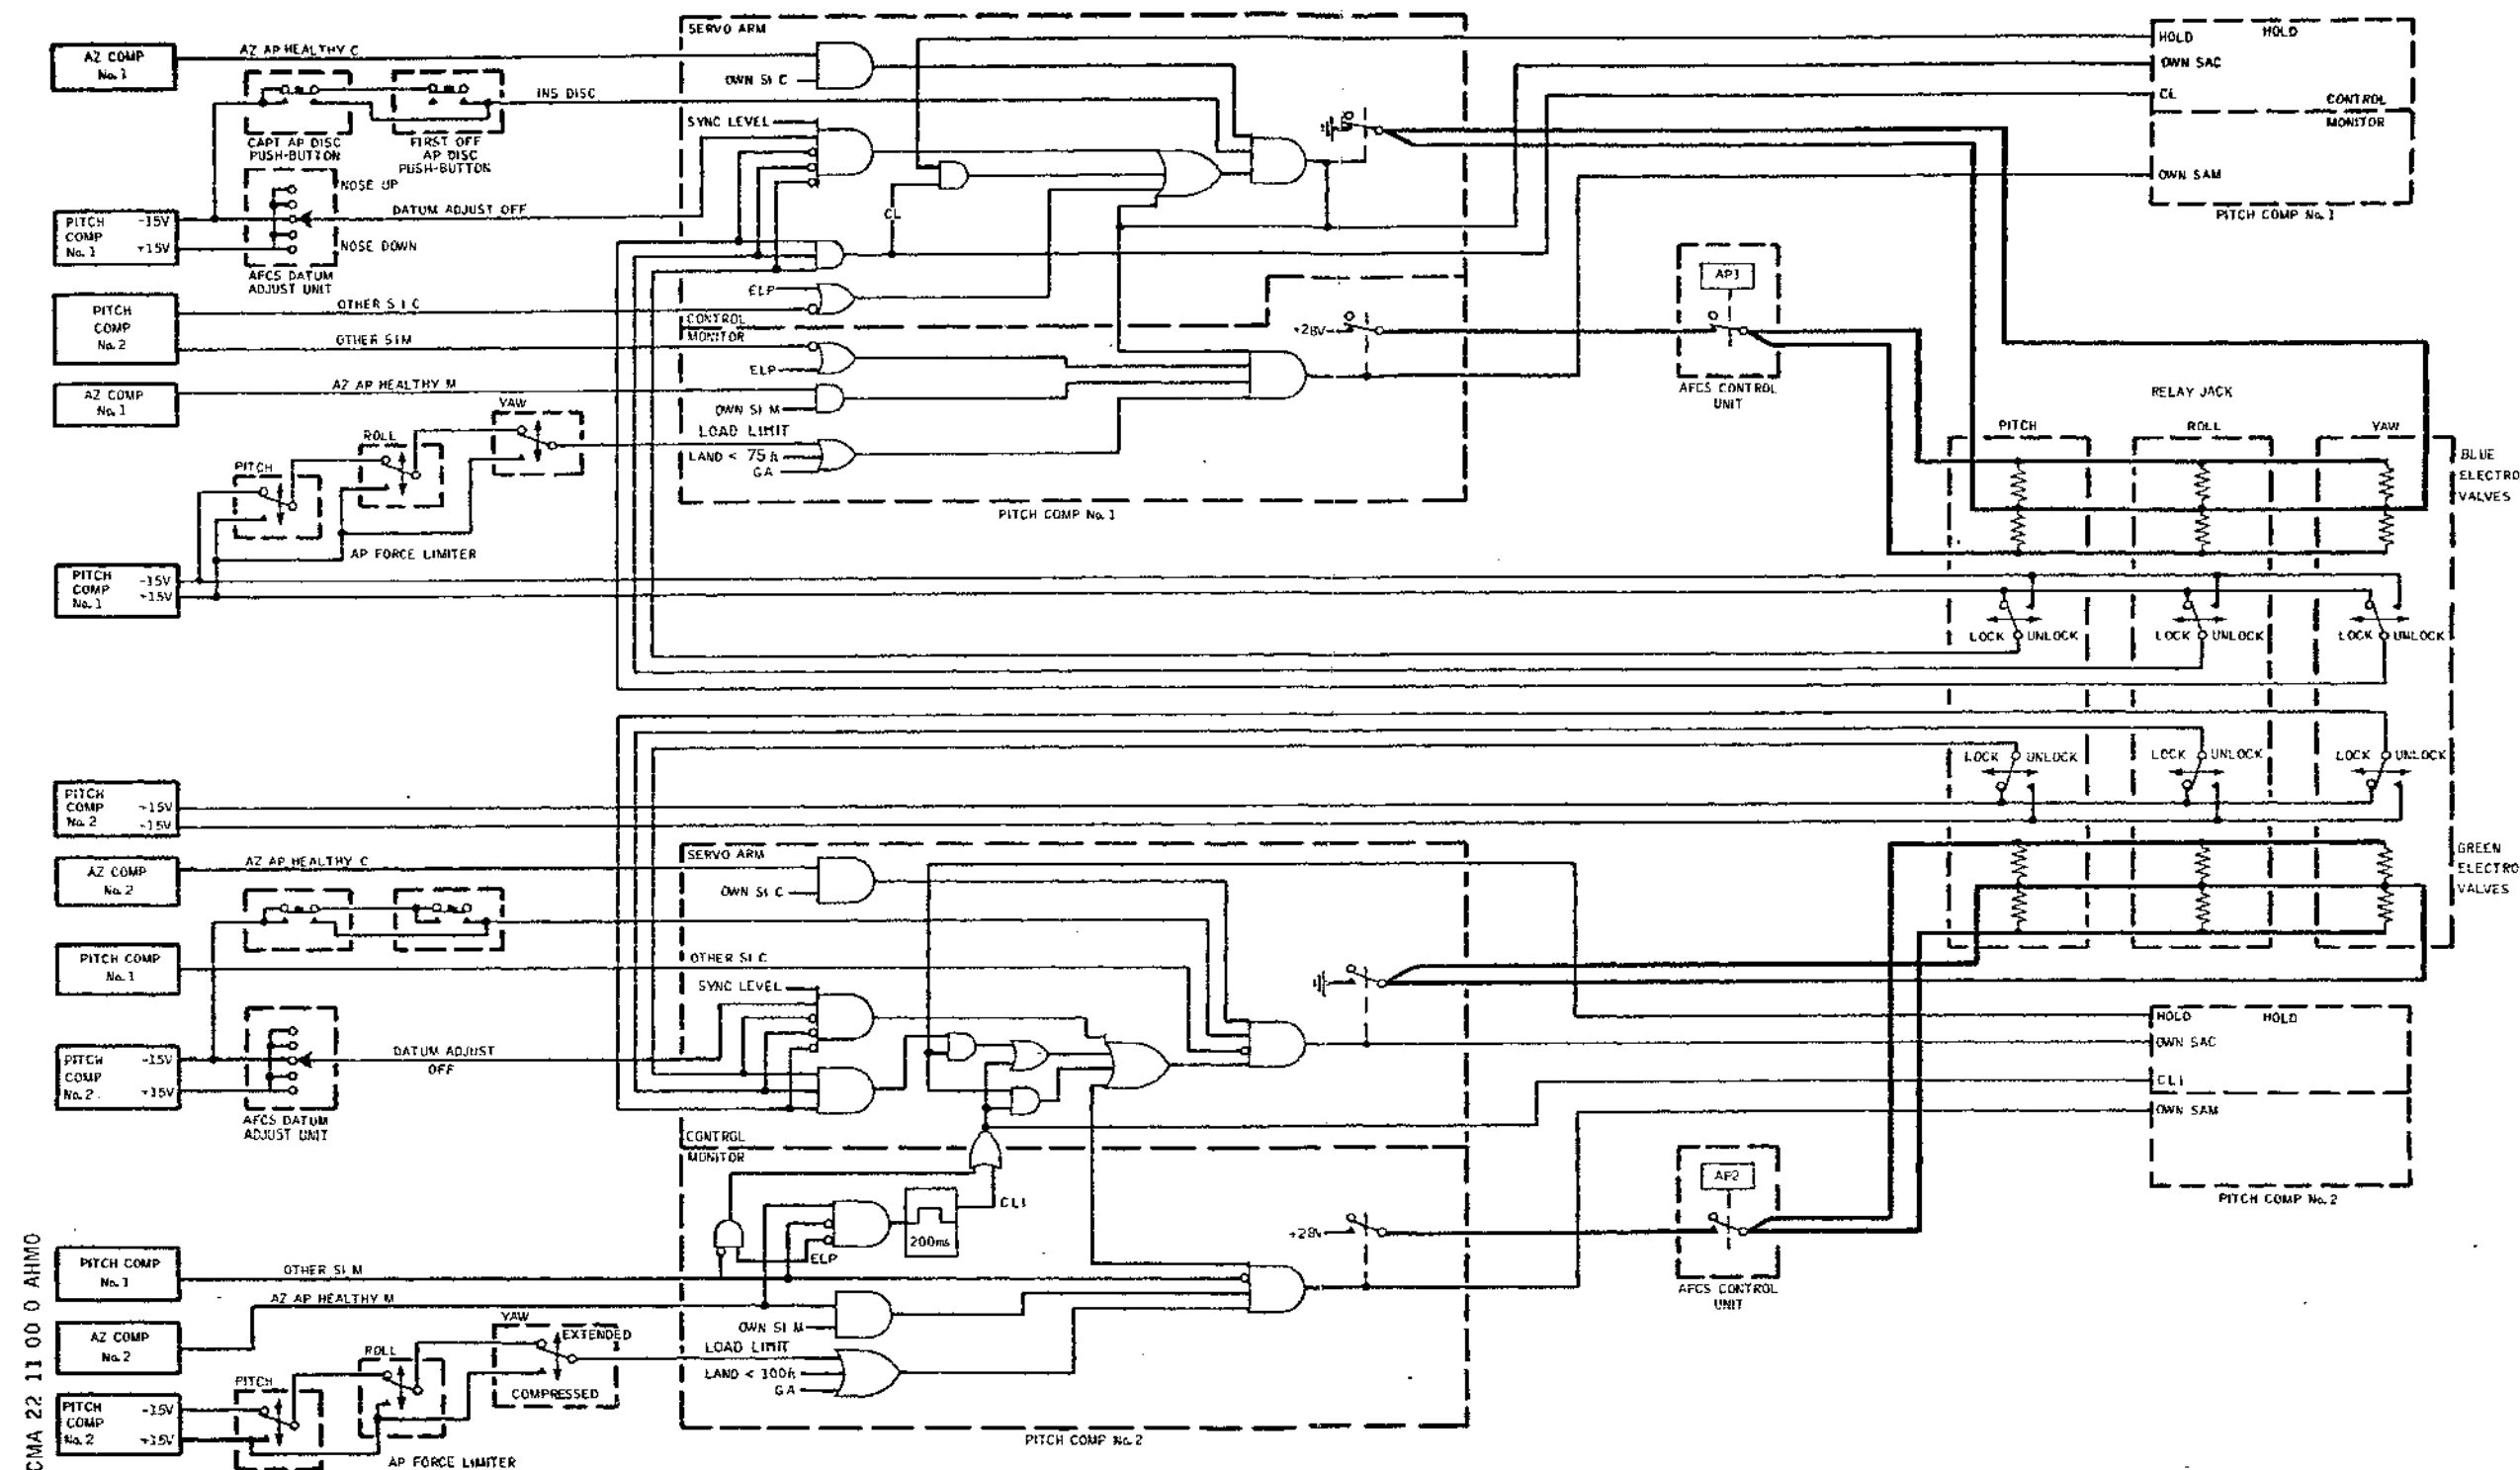 SERVO ARM
HOLD
HOLD
AZ COMP
No.1
AZ AP HEALTHY C
OWN SI C
OWN SAC
INS DISC
CL
CONTROL
MONITOR
SYNC LEVEL
CAPT AP DISC
PUSH-BUTTON
FIRST OFF
AP DISC
PUSH-BUTTON
OWN SAM
PITCH COMP No.1
NOSE UP
DATUM ADJUST OFF
CL
PITCH
COMP
No.1
-15V
+15V
NOSE DOWN
AFCS DATUM
ADJUST UNIT
AP1
ELP
PITCH
COMP
No.2
OTHER S I C
CONTROL
MONITOR
+28V
OTHER SIM
ELP
AFCS CONTROL
UNIT
RELAY JACK
AZ COMP
No.1
AZ AP HEALTHY M
OWN SI M
YAW
LOAD LIMIT
LAND < 75ft
GA
ROLL
PITCH
PITCH
ROLL
YAW
BLUE
ELECTRO
VALVES
PITCH COMP No.1
AP FORCE LIMITER
PITCH
COMP
No.1
-15V
+15V
LOCK
UNLOCK
LOCK
UNLOCK
LOCK
UNLOCK
LOCK
UNLOCK
LOCK
UNLOCK
LOCK
UNLOCK
PITCH
COMP
No.2
+15V
-15V
SERVO ARM
GREEN
ELECTRO
VALVES
AZ COMP
No.2
AZ AP HEALTHY C
OWN SI C
PITCH COMP
No.1
OTHER SI C
SYNC LEVEL
HOLD
HOLD
OWN SAC
PITCH
COMP
No.2.
-15V
+15V
DATUM ADJUST
OFF
CL1
OWN SAM
AFCS DATUM
ADJUST UNIT
CONTROL
MONITOR
AP2
PITCH COMP No.2
CL1
200ms
ELP
+28V
PITCH COMP
No.1
OTHER SI M
AFCS CONTROL
UNIT
AZ AP HEALTHY M
AZ COMP
No.2
YAW
EXTENDED
COMPRESSED
OWN SI M
LOAD LIMIT
LAND < 100ft
GA
ROLL
PITCH
PITCH
COMP
No.2
-15V
+15V
PITCH COMP No.2
AP FORCE LIMITER
CMA 22 11 00 0 AHMO